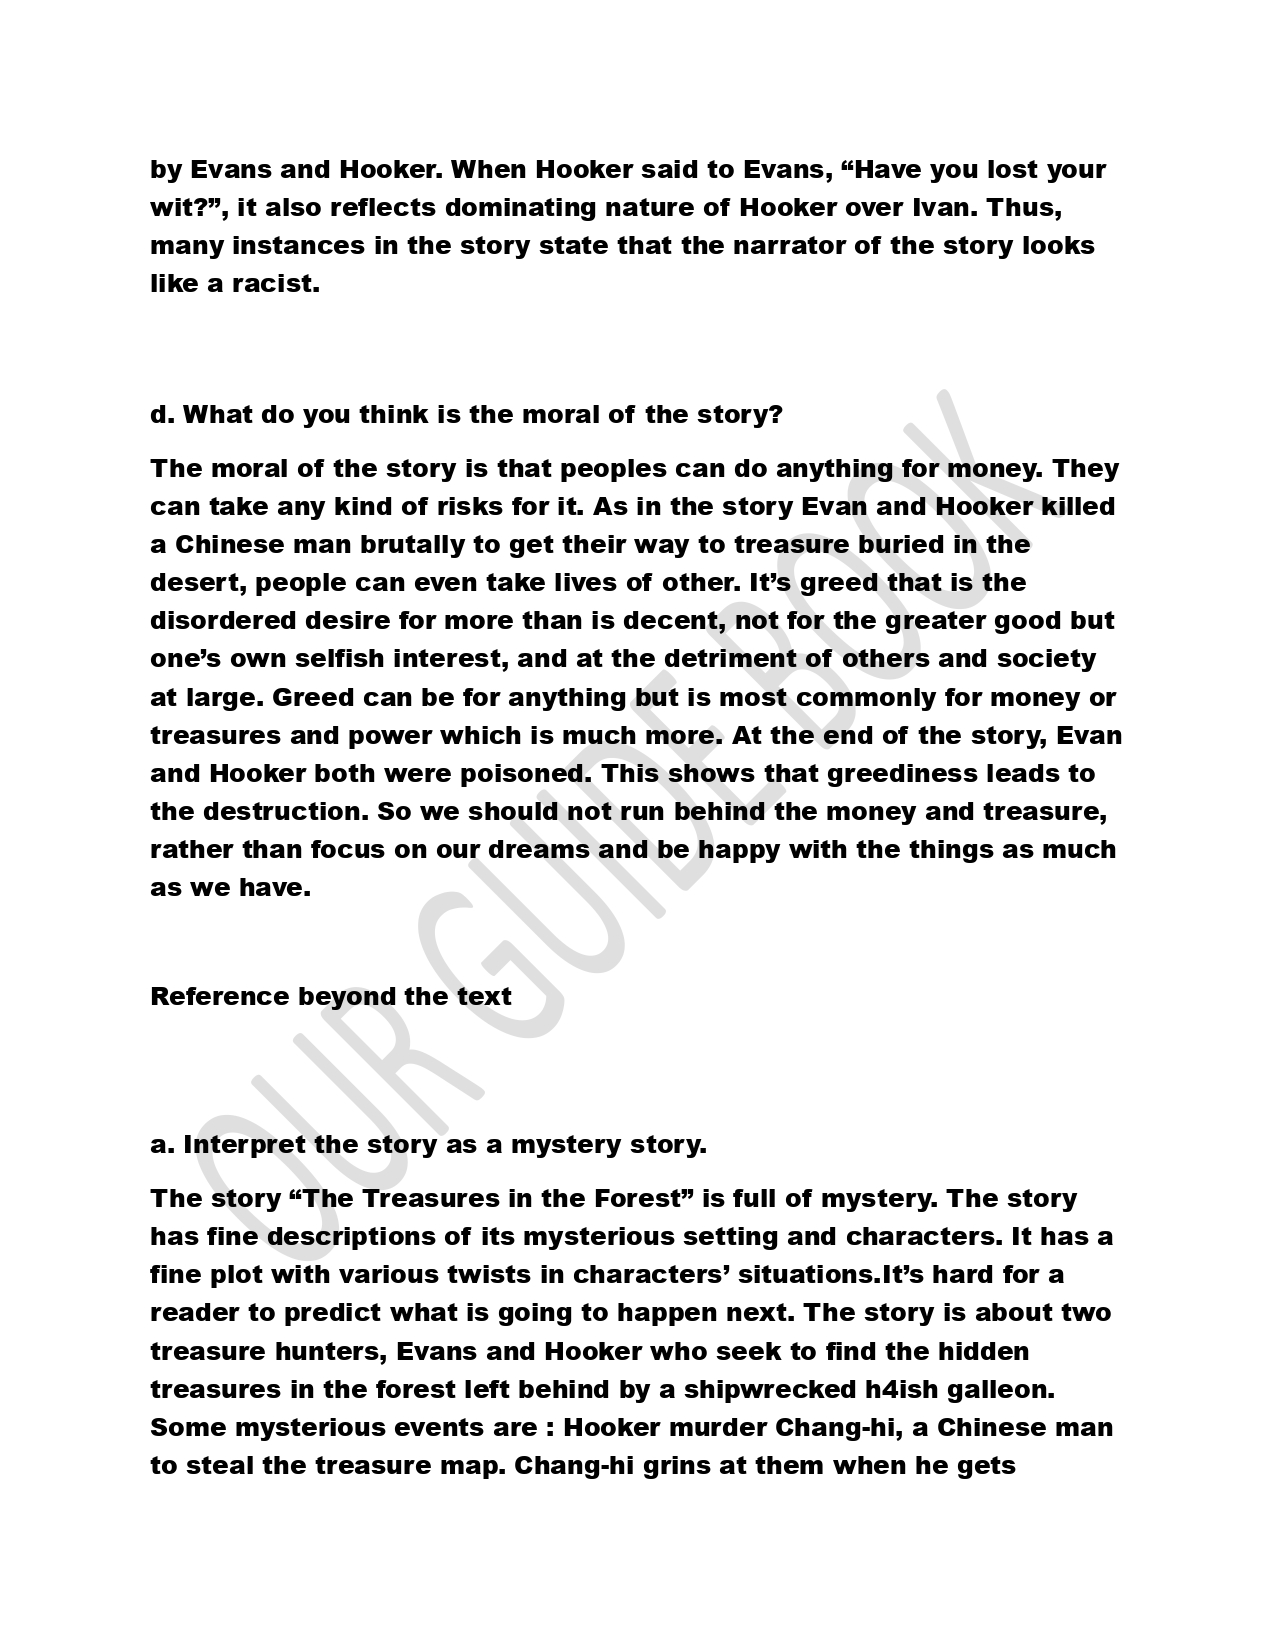 by Evans and Hooker. When Hooker said to Evans, “Have you lost your
wit?”, it also reflects dominating nature of Hooker over Ivan. Thus,
many instances in the story state that the narrator of the story looks
like a racist.
d. What do you think is the moral of the story?
The moral of the story is that peoples can do anything for money. They
can take any kind of risks for it. As in the story Evan and Hooker killed
a Chinese man brutally to get their way to treasure buried in the
desert, people can even take lives of other. It’s greed that is the
disordered desire for more than is decent, not for the greater good but
one’s own selfish interest, and at the detriment of others and society
at large. Greed can be for anything but is most commonly for money or
treasures and power which is much more. At the end of the story, Evan
and Hooker both were poisoned. This shows that greediness leads to
the destruction. So we should not run behind the money and treasure,
rather than focus on our dreams and be happy with the things as much
as we have.
Reference beyond the text
a. Interpret the story as a mystery story.
The story “The Treasures in the Forest” is full of mystery. The story
has fine descriptions of its mysterious setting and characters. It has a
fine plot with various twists in characters’ situations.It’s hard for a
reader to predict what is going to happen next. The story is about two
treasure hunters, Evans and Hooker who seek to find the hidden
treasures in the forest left behind by a shipwrecked h4ish galleon.
Some mysterious events are : Hooker murder Chang-hi, a Chinese man
to steal the treasure map. Chang-hi grins at them when he gets
OUR GUIDE BOOK